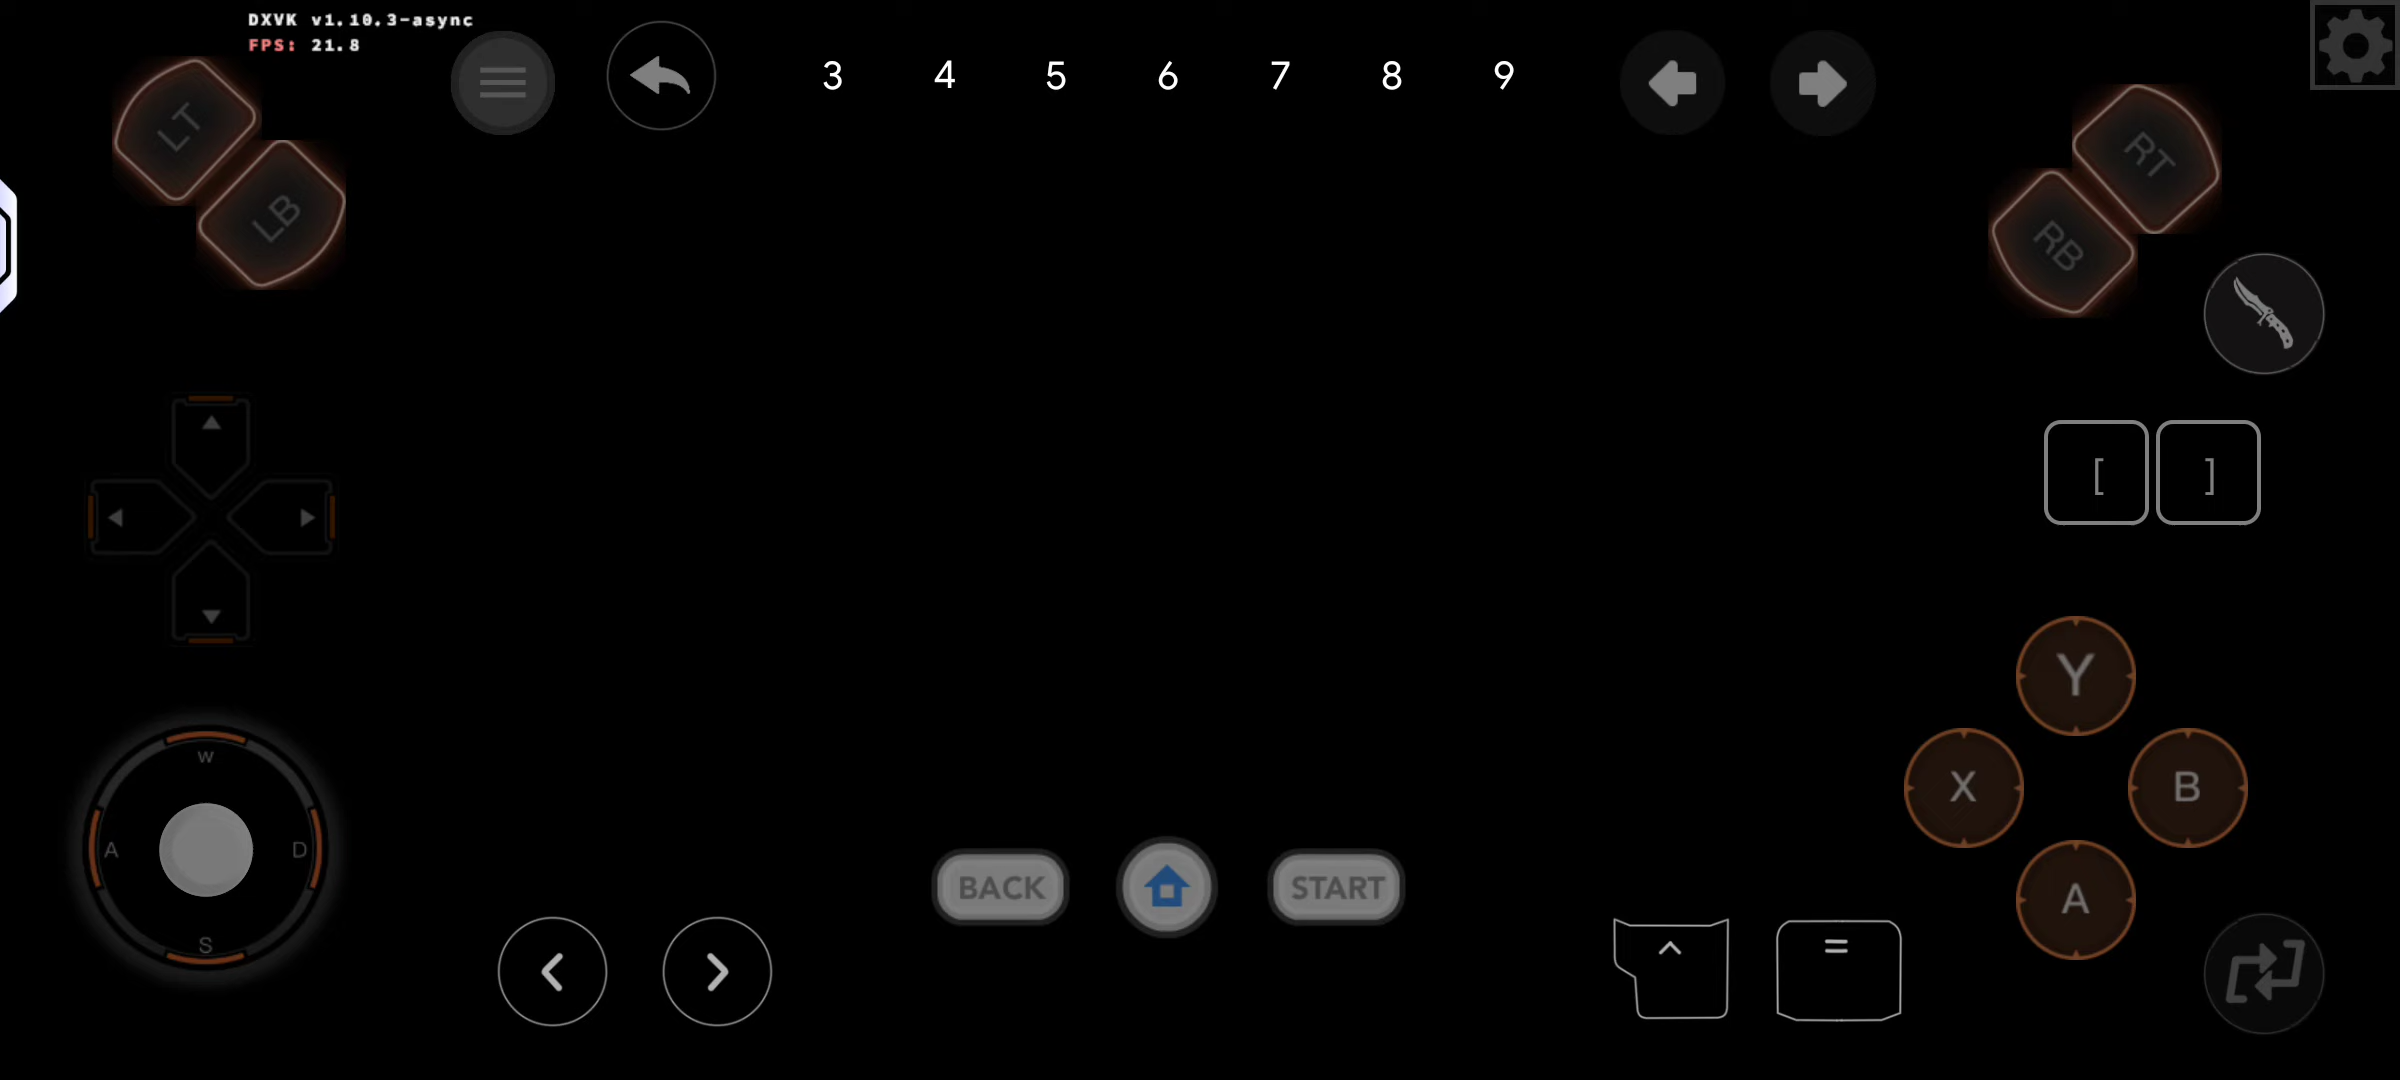 DXVK v1.10.3-async
FPS: 21.8
3 4 5 6 7 8 9
LT
LB
RT
RB
[ ]
Y
X
B
A
W
A
D
S
BACK
START
< >
^ =